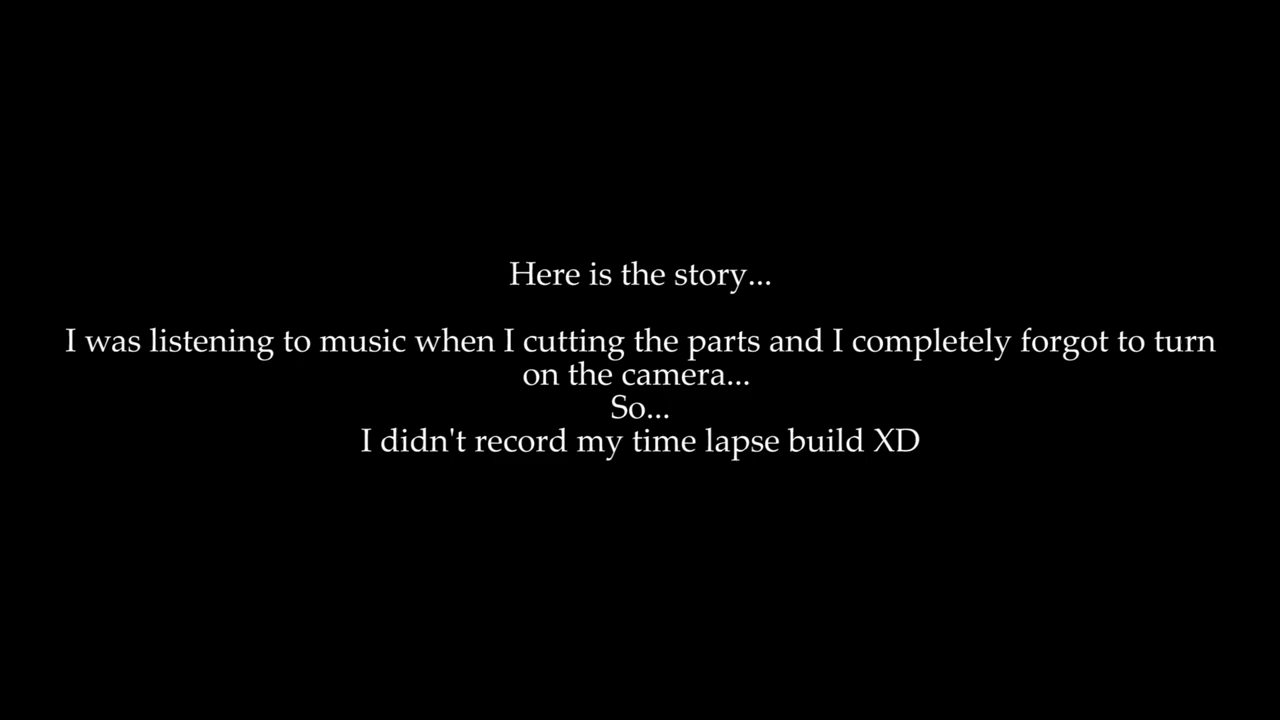 Here is the story...
I was listening to music when I cutting the parts and I completely forgot to turn
on the camera...
So...
I didn't record my time lapse build XD